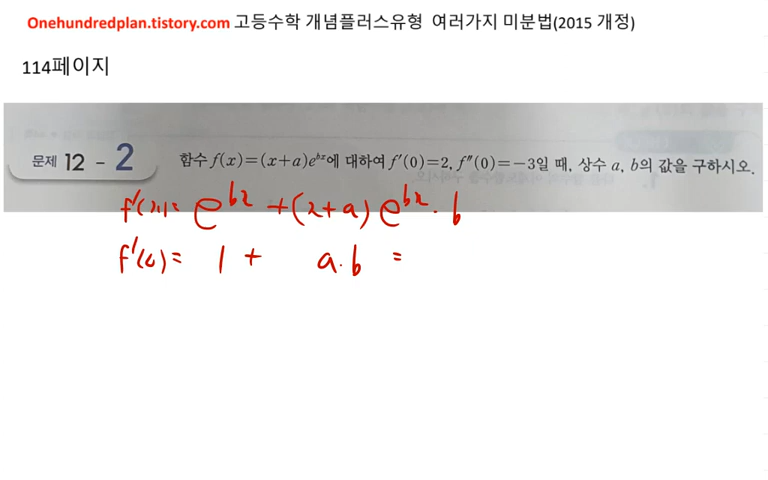 Onehundredplan.tistory.com 고등수학 개념플러스유형 여러가지 미분법(2015 개정)
114페이지
문제 12 - 2 함수 f(x)=(x+a)e^{bx}에 대하여 f′(0)=2, f″(0)=-3일 때, 상수 a, b의 값을 구하시오.
f'(x)= e^{bx} + (x+a) e^{bx} · b
f'(0)= 1 + a·b =